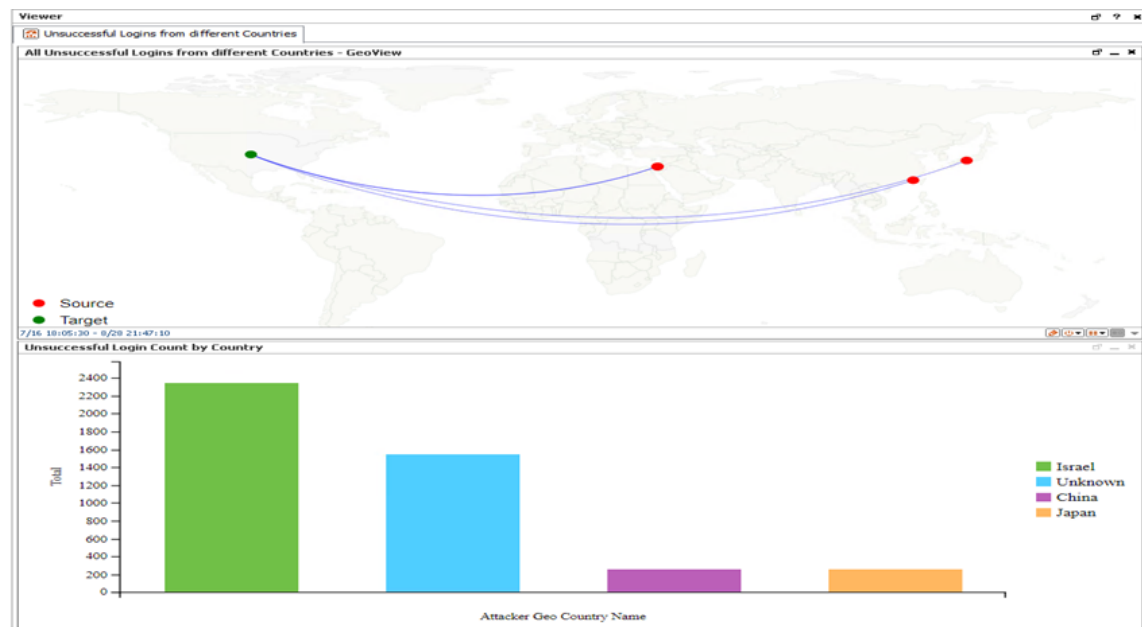 Viewer
Unsuccessful Logins from different Countries
All Unsuccessful Logins from different Countries - GeoView
Source
Target
7/16 18:05:30 - 8/28 21:47:10
Unsuccessful Login Count by Country
2400
2200
2000
1800
1600
1400
1200
1000
800
600
400
200
0
Total
Israel
Unknown
China
Japan
Attacker Geo Country Name